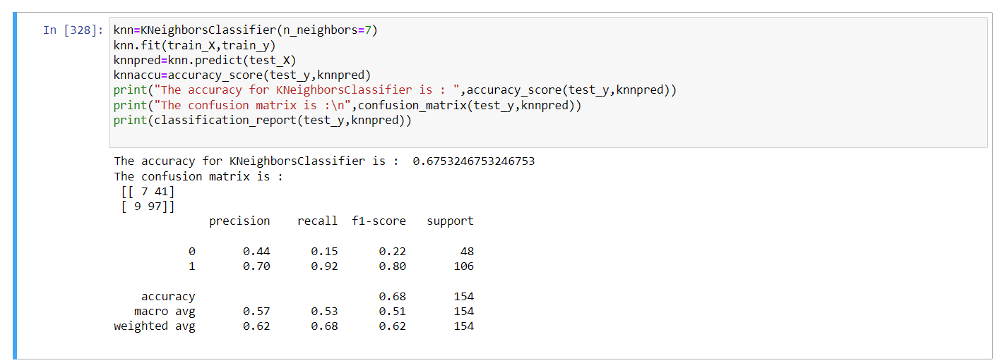 In [328]: knn=KNeighborsClassifier(n_neighbors=7)
knn.fit(train_X,train_y)
knnpred=knn.predict(test_X)
knnaccu=accuracy_score(test_y,knnpred)
print("The accuracy for KNeighborsClassifier is : ",accuracy_score(test_y,knnpred))
print("The confusion matrix is :\n",confusion_matrix(test_y,knnpred))
print(classification_report(test_y,knnpred))
The accuracy for KNeighborsClassifier is :  0.6753246753246753
The confusion matrix is :
[[ 7 41]
[ 9 97]]
precision    recall  f1-score   support
0       0.44      0.15      0.22        48
1       0.70      0.92      0.80       106
accuracy                           0.68       154
macro avg       0.57      0.53      0.51       154
weighted avg       0.62      0.68      0.62       154